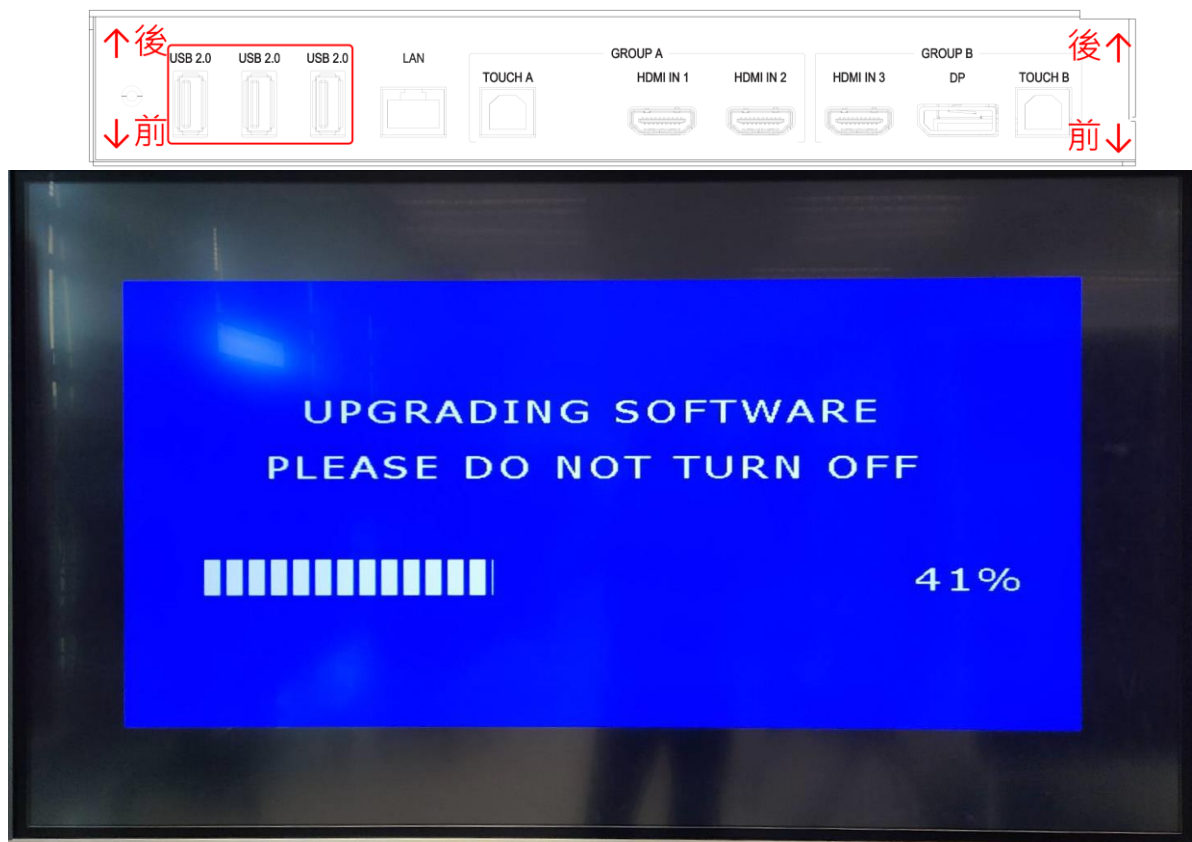 ↑後
USB 2.0 USB 2.0 USB 2.0 LAN GROUP A GROUP B 後↑
TOUCH A HDMI IN 1 HDMI IN 2 HDMI IN 3 DP TOUCH B
↓前 前↓
UPGRADING SOFTWARE
PLEASE DO NOT TURN OFF
41%